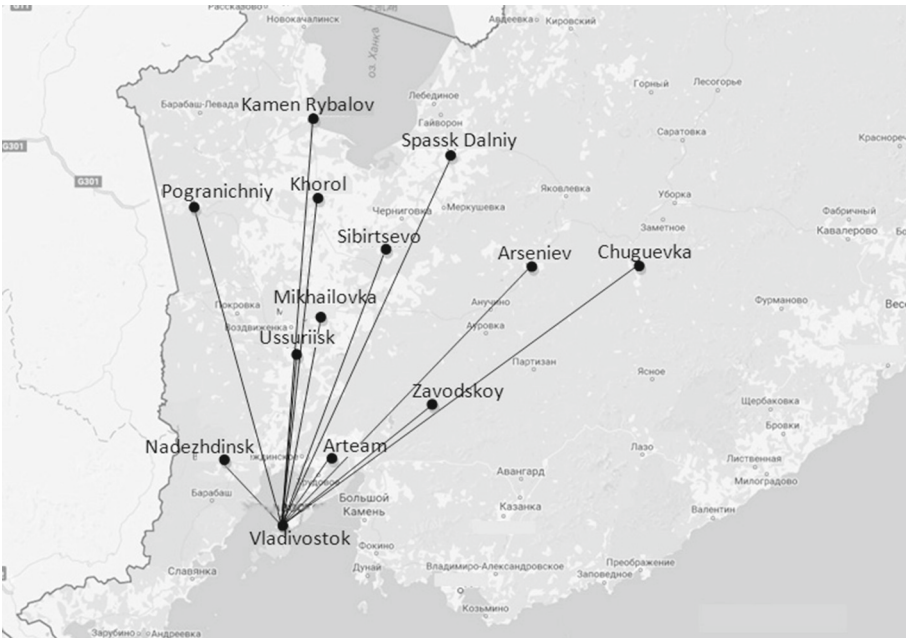 Рассказово
Новокачалинск
оз. Ханка
Авдеевка
Кировский
Горный
Лесогорье
Лебединое
Барабаш-Левада
Kamen Rybalov
Гайворон
Spassk Dalniy
Саратовка
G301
G301
Pogranichniy
Khorol
Яковлевка
Уборка
Черниговка
Меркушевка
Фабричный
Заметное
Кавалерово
Sibirtsevo
Arseniev
Chuguevka
Mikhailovka
Анучино
Фурманово
Покровка
М
Воздвиженка
Ауровка
Ussuriisk
Партизан
Ясное
Zavodskoy
Щербаковка
Бровки
Nadezhdinsk
Arteam
Лазо
Лиственная
Авангард
Милоградово
Барабаш
Большой
Камень
Казанка
Валентин
Vladivostok
Фокино
Дунай
Владимиро-Александровское
Преображение
Заповедное
Славянка
Козьмино
Зарубино
Андреевка